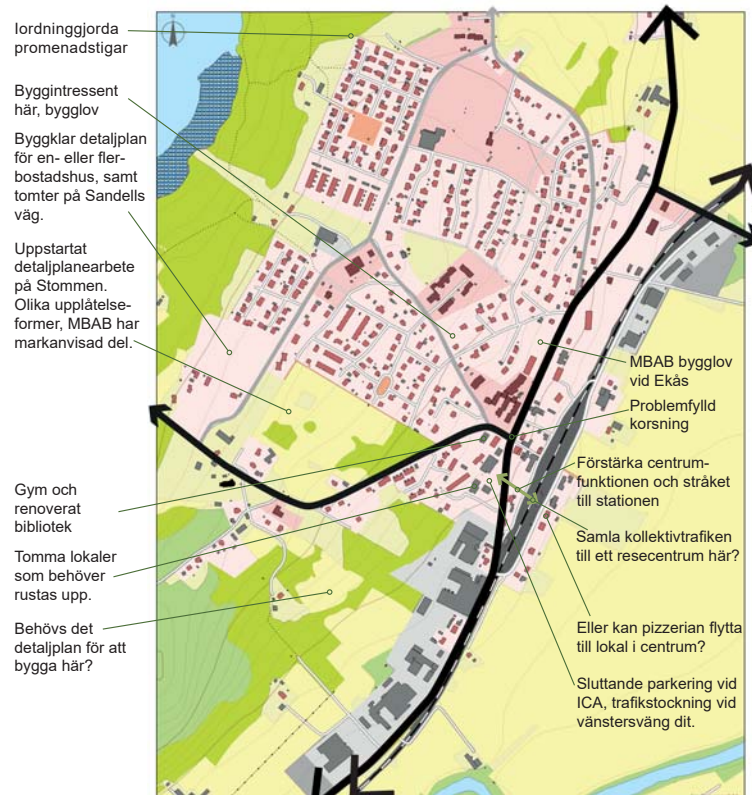 Iordninggjorda
promenadstigar
Byggintressent
här, bygglov
Byggklar detaljplan
för en- eller fler-
bostadshus, samt
tomter på Sandells
väg.
Uppstartat
detaljplanearbete
på Stommen.
Olika upplåtelse-
former, MBAB har
markanvisad del.
Gym och
renoverat
bibliotek
Tomma lokaler
som behöver
rustas upp.
Behövs det
detaljplan för att
bygga här?
MBAB bygglov
vid Ekås
Problemfylld
korsning
Förstärka centrum-
funktionen och stråket
till stationen
Samla kollektivtrafiken
till ett resecentrum här?
Eller kan pizzerian flytta
till lokal i centrum?
Sluttande parkering vid
ICA, trafikstockning vid
vänstersväng dit.